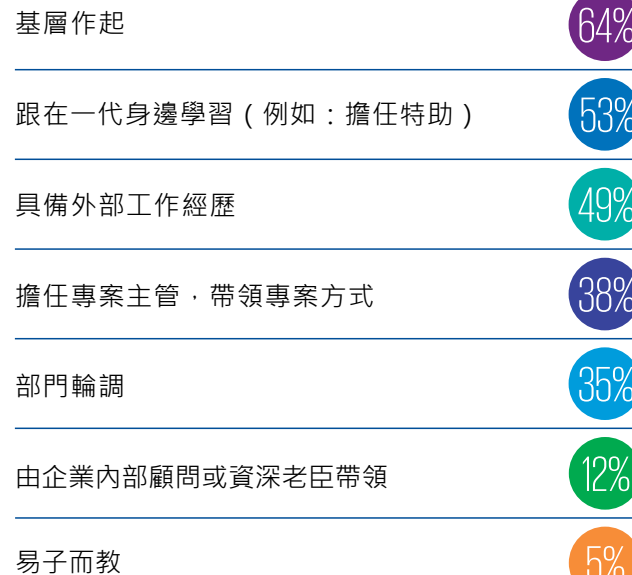 基層作起 64%
跟在一代身邊學習（例如：擔任特助） 53%
具備外部工作經歷 49%
擔任專案主管，帶領專案方式 38%
部門輪調 35%
由企業內部顧問或資深老臣帶領 12%
易子而教 5%